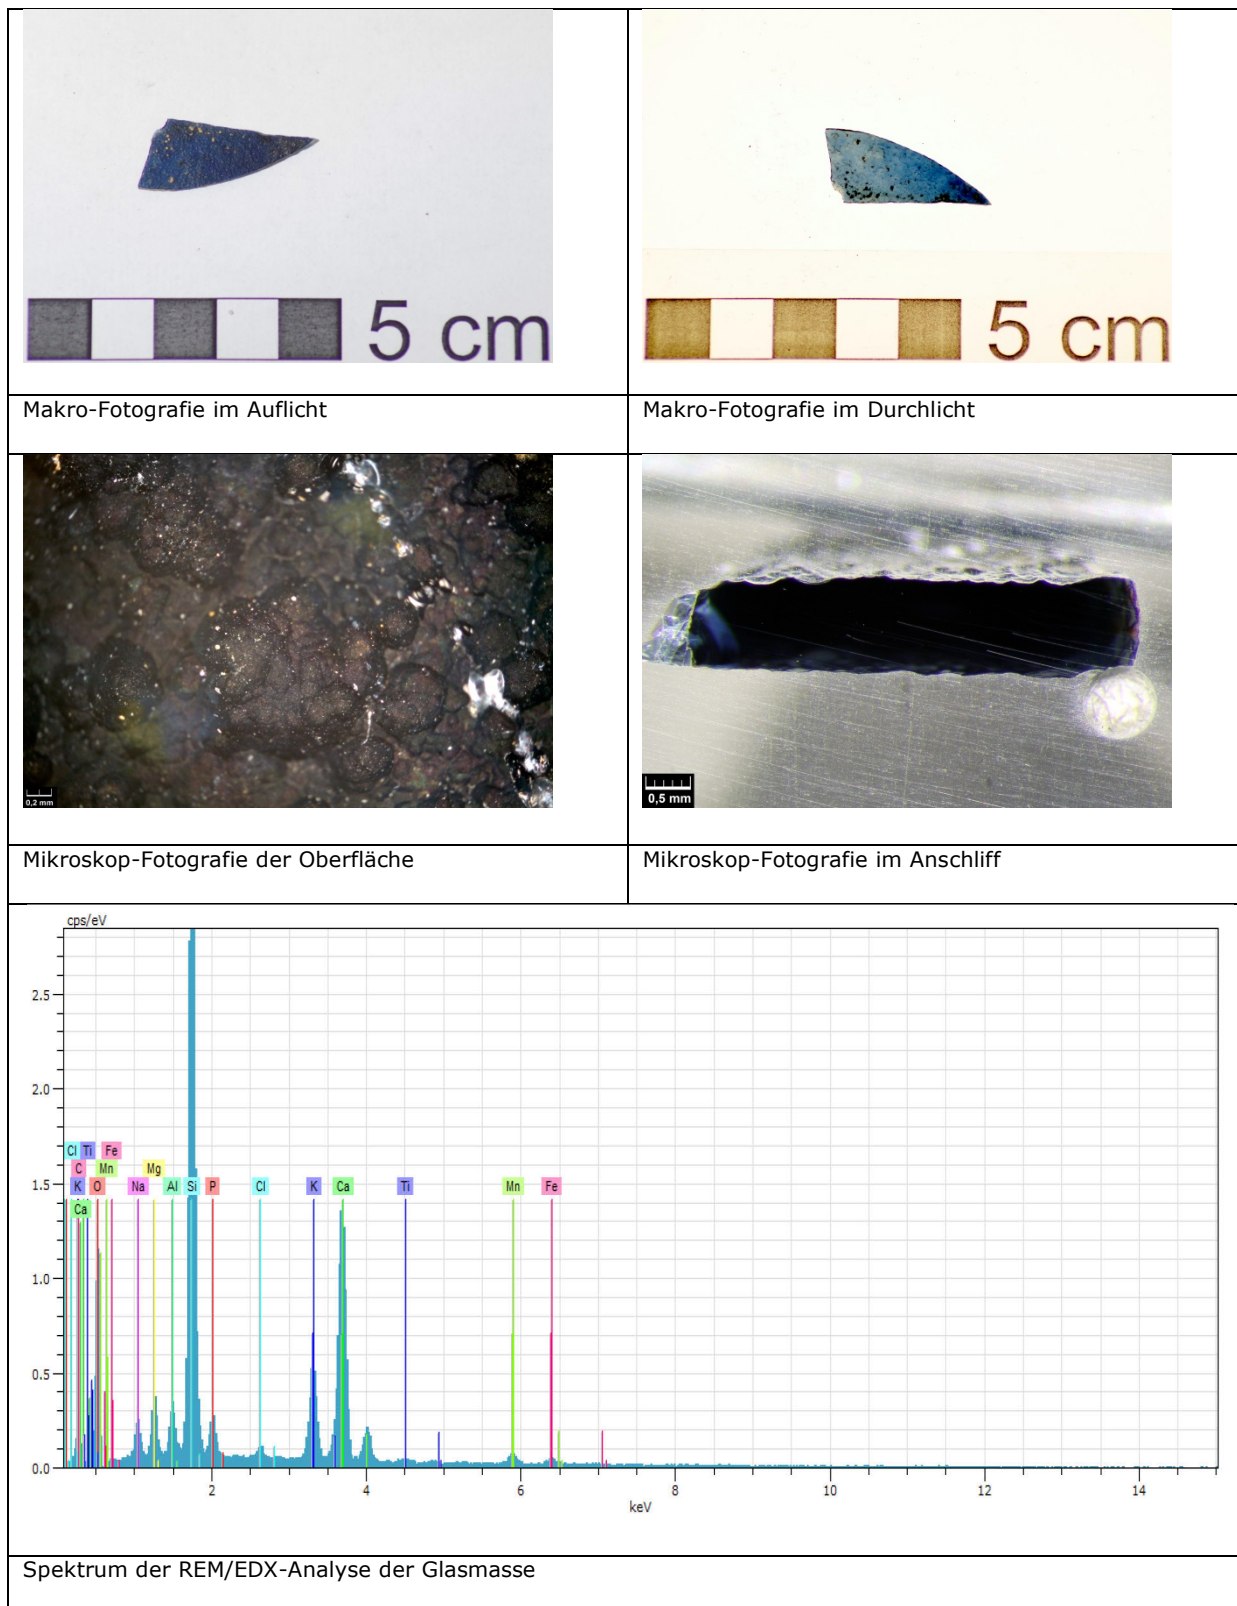 5 cm
5 cm
Makro-Fotografie im Auflicht
Makro-Fotografie im Durchlicht
0,2 mm
0,5 mm
Mikroskop-Fotografie der Oberfläche
Mikroskop-Fotografie im Anschliff
cps/eV
2.5
2.0
Cl Ti Fe
C Mn Mg
1.5
K O Na Al Si P Cl K Ca Ti Mn Fe
Ca
1.0
0.5
0.0
2 4 6 8 10 12 14
keV
Spektrum der REM/EDX-Analyse der Glasmasse